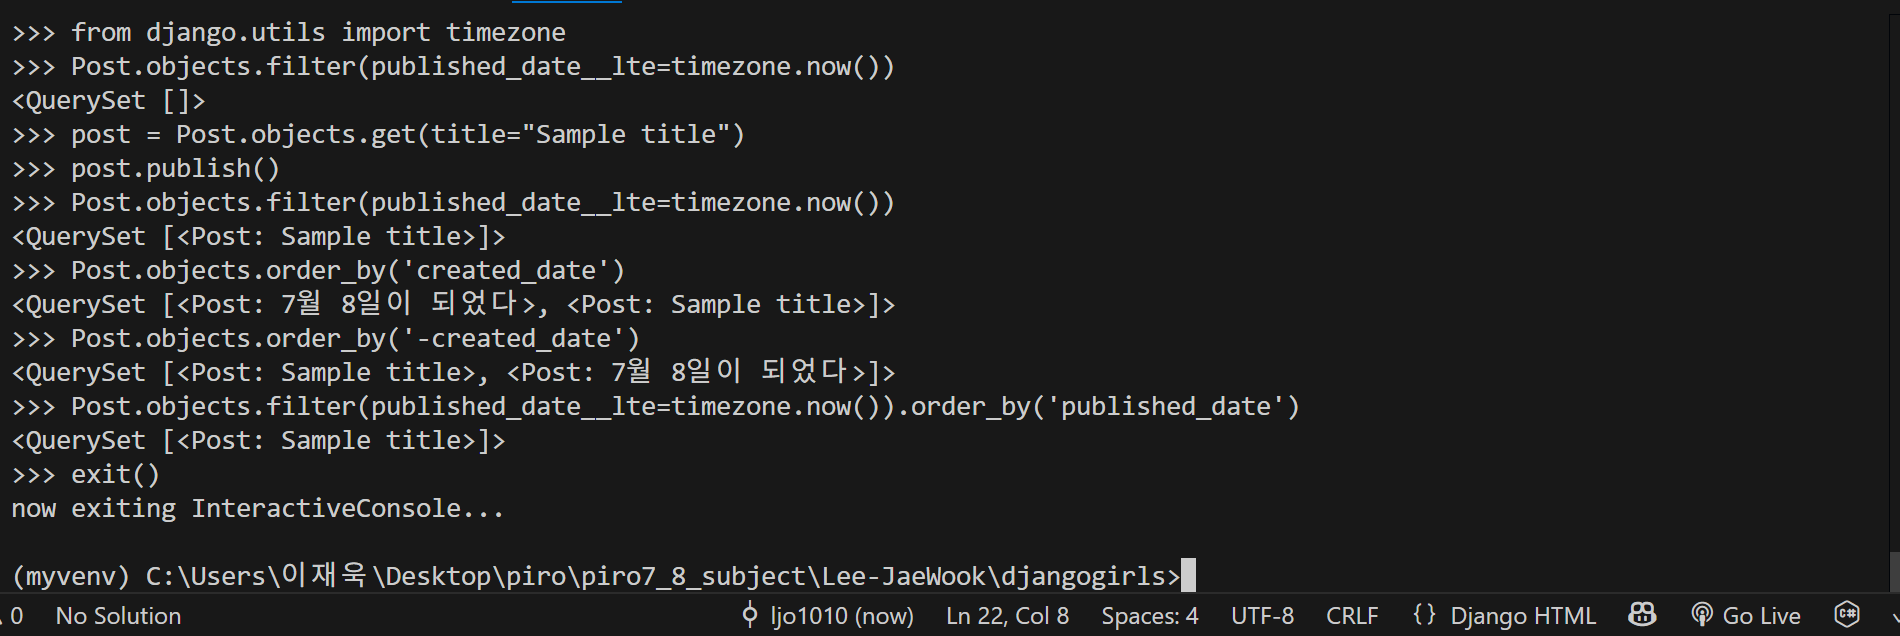 >>> from django.utils import timezone
>>> Post.objects.filter(published_date__lte=timezone.now())
<QuerySet []>
>>> post = Post.objects.get(title="Sample title")
>>> post.publish()
>>> Post.objects.filter(published_date__lte=timezone.now())
<QuerySet [<Post: Sample title>]>
>>> Post.objects.order_by('created_date')
<QuerySet [<Post: 7월 8일이 되었다>, <Post: Sample title>]>
>>> Post.objects.order_by('-created_date')
<QuerySet [<Post: Sample title>, <Post: 7월 8일이 되었다>]>
>>> Post.objects.filter(published_date__lte=timezone.now()).order_by('published_date')
<QuerySet [<Post: Sample title>]>
>>> exit()
now exiting InteractiveConsole...
(myvenv) C:\Users\이재욱\Desktop\piro\piro7_8_subject\Lee-JaeWook\djangogirls>
0 No Solution ljo1010 (now) Ln 22, Col 8 Spaces: 4 UTF-8 CRLF {} Django HTML Go Live C#